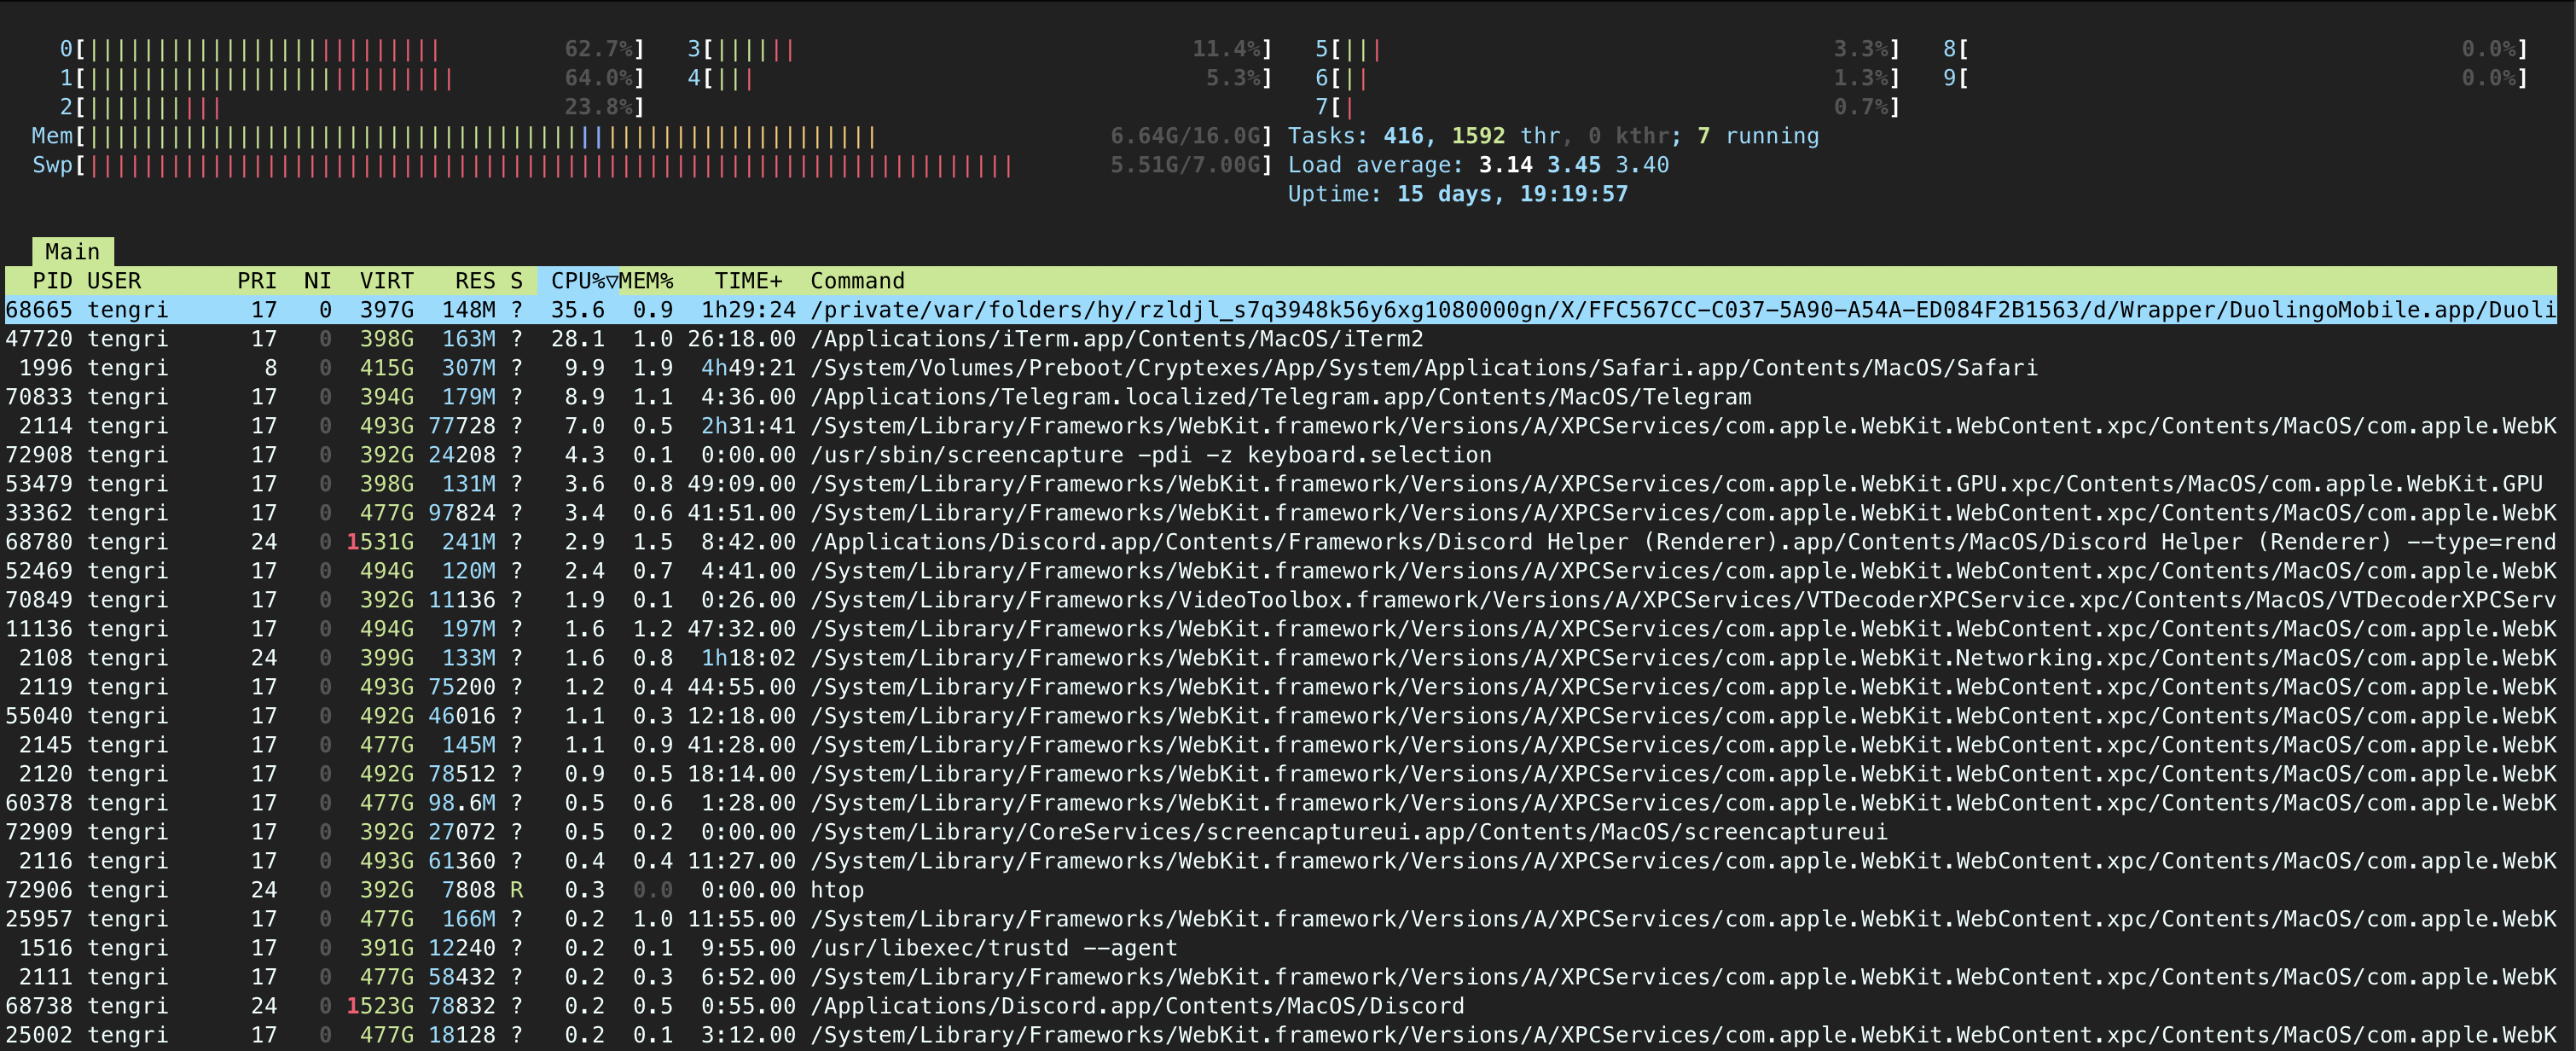 0[||||||||||||||||||||||||||     62.7%]   3[||||||     11.4%]   5[|||     3.3%]   8[     0.0%]
1[|||||||||||||||||||||||||||     64.0%]   4[|||     5.3%]   6[||     1.3%]   9[     0.0%]
2[||||||||||     23.8%]   7[|     0.7%]
Mem[||||||||||||||||||||||||||||||||||||||||||||||||||||||||||     6.64G/16.0G] Tasks: 416, 1592 thr, 0 kthr; 7 running
Swp[||||||||||||||||||||||||||||||||||||||||||||||||||||||||||||||||||||     5.51G/7.00G] Load average: 3.14 3.45 3.40
Uptime: 15 days, 19:19:57
Main
PID USER PRI NI VIRT RES S CPU%▽MEM% TIME+ Command
68665 tengri 17 0 397G 148M ? 35.6 0.9 1h29:24 /private/var/folders/hy/rzldjl_s7q3948k56y6xg1080000gn/X/FFC567CC-C037-5A90-A54A-ED084F2B1563/d/Wrapper/DuolingoMobile.app/Duoli
47720 tengri 17 0 398G 163M ? 28.1 1.0 26:18.00 /Applications/iTerm.app/Contents/MacOS/iTerm2
1996 tengri 8 0 415G 307M ? 9.9 1.9 4h49:21 /System/Volumes/Preboot/Cryptexes/App/System/Applications/Safari.app/Contents/MacOS/Safari
70833 tengri 17 0 394G 179M ? 8.9 1.1 4:36.00 /Applications/Telegram.localized/Telegram.app/Contents/MacOS/Telegram
2114 tengri 17 0 493G 77728 ? 7.0 0.5 2h31:41 /System/Library/Frameworks/WebKit.framework/Versions/A/XPCServices/com.apple.WebKit.WebContent.xpc/Contents/MacOS/com.apple.WebK
72908 tengri 17 0 392G 24208 ? 4.3 0.1 0:00.00 /usr/sbin/screencapture -pdi -z keyboard.selection
53479 tengri 17 0 398G 131M ? 3.6 0.8 49:09.00 /System/Library/Frameworks/WebKit.framework/Versions/A/XPCServices/com.apple.WebKit.GPU.xpc/Contents/MacOS/com.apple.WebKit.GPU
33362 tengri 17 0 477G 97824 ? 3.4 0.6 41:51.00 /System/Library/Frameworks/WebKit.framework/Versions/A/XPCServices/com.apple.WebKit.WebContent.xpc/Contents/MacOS/com.apple.WebK
68780 tengri 24 0 1531G 241M ? 2.9 1.5 8:42.00 /Applications/Discord.app/Contents/Frameworks/Discord Helper (Renderer).app/Contents/MacOS/Discord Helper (Renderer) --type=rend
52469 tengri 17 0 494G 120M ? 2.4 0.7 4:41.00 /System/Library/Frameworks/WebKit.framework/Versions/A/XPCServices/com.apple.WebKit.WebContent.xpc/Contents/MacOS/com.apple.WebK
70849 tengri 17 0 392G 11136 ? 1.9 0.1 0:26.00 /System/Library/Frameworks/VideoToolbox.framework/Versions/A/XPCServices/VTDecoderXPCService.xpc/Contents/MacOS/VTDecoderXPCServ
11136 tengri 17 0 494G 197M ? 1.6 1.2 47:32.00 /System/Library/Frameworks/WebKit.framework/Versions/A/XPCServices/com.apple.WebKit.WebContent.xpc/Contents/MacOS/com.apple.WebK
2108 tengri 24 0 399G 133M ? 1.6 0.8 1h18:02 /System/Library/Frameworks/WebKit.framework/Versions/A/XPCServices/com.apple.WebKit.Networking.xpc/Contents/MacOS/com.apple.WebK
2119 tengri 17 0 493G 75200 ? 1.2 0.4 44:55.00 /System/Library/Frameworks/WebKit.framework/Versions/A/XPCServices/com.apple.WebKit.WebContent.xpc/Contents/MacOS/com.apple.WebK
55040 tengri 17 0 492G 46016 ? 1.1 0.3 12:18.00 /System/Library/Frameworks/WebKit.framework/Versions/A/XPCServices/com.apple.WebKit.WebContent.xpc/Contents/MacOS/com.apple.WebK
2145 tengri 17 0 477G 145M ? 1.1 0.9 41:28.00 /System/Library/Frameworks/WebKit.framework/Versions/A/XPCServices/com.apple.WebKit.WebContent.xpc/Contents/MacOS/com.apple.WebK
2120 tengri 17 0 492G 78512 ? 0.9 0.5 18:14.00 /System/Library/Frameworks/WebKit.framework/Versions/A/XPCServices/com.apple.WebKit.WebContent.xpc/Contents/MacOS/com.apple.WebK
60378 tengri 17 0 477G 98.6M ? 0.5 0.6 1:28.00 /System/Library/Frameworks/WebKit.framework/Versions/A/XPCServices/com.apple.WebKit.WebContent.xpc/Contents/MacOS/com.apple.WebK
72909 tengri 17 0 392G 27072 ? 0.5 0.2 0:00.00 /System/Library/CoreServices/screencaptureui.app/Contents/MacOS/screencaptureui
2116 tengri 17 0 493G 61360 ? 0.4 0.4 11:27.00 /System/Library/Frameworks/WebKit.framework/Versions/A/XPCServices/com.apple.WebKit.WebContent.xpc/Contents/MacOS/com.apple.WebK
72906 tengri 24 0 392G 7808 R 0.3 0.0 0:00.00 htop
25957 tengri 17 0 477G 166M ? 0.2 1.0 11:55.00 /System/Library/Frameworks/WebKit.framework/Versions/A/XPCServices/com.apple.WebKit.WebContent.xpc/Contents/MacOS/com.apple.WebK
1516 tengri 17 0 391G 12240 ? 0.2 0.1 9:55.00 /usr/libexec/trustd --agent
2111 tengri 17 0 477G 58432 ? 0.2 0.3 6:52.00 /System/Library/Frameworks/WebKit.framework/Versions/A/XPCServices/com.apple.WebKit.WebContent.xpc/Contents/MacOS/com.apple.WebK
68738 tengri 24 0 1523G 78832 ? 0.2 0.5 0:55.00 /Applications/Discord.app/Contents/MacOS/Discord
25002 tengri 17 0 477G 18128 ? 0.2 0.1 3:12.00 /System/Library/Frameworks/WebKit.framework/Versions/A/XPCServices/com.apple.WebKit.WebContent.xpc/Contents/MacOS/com.apple.WebK